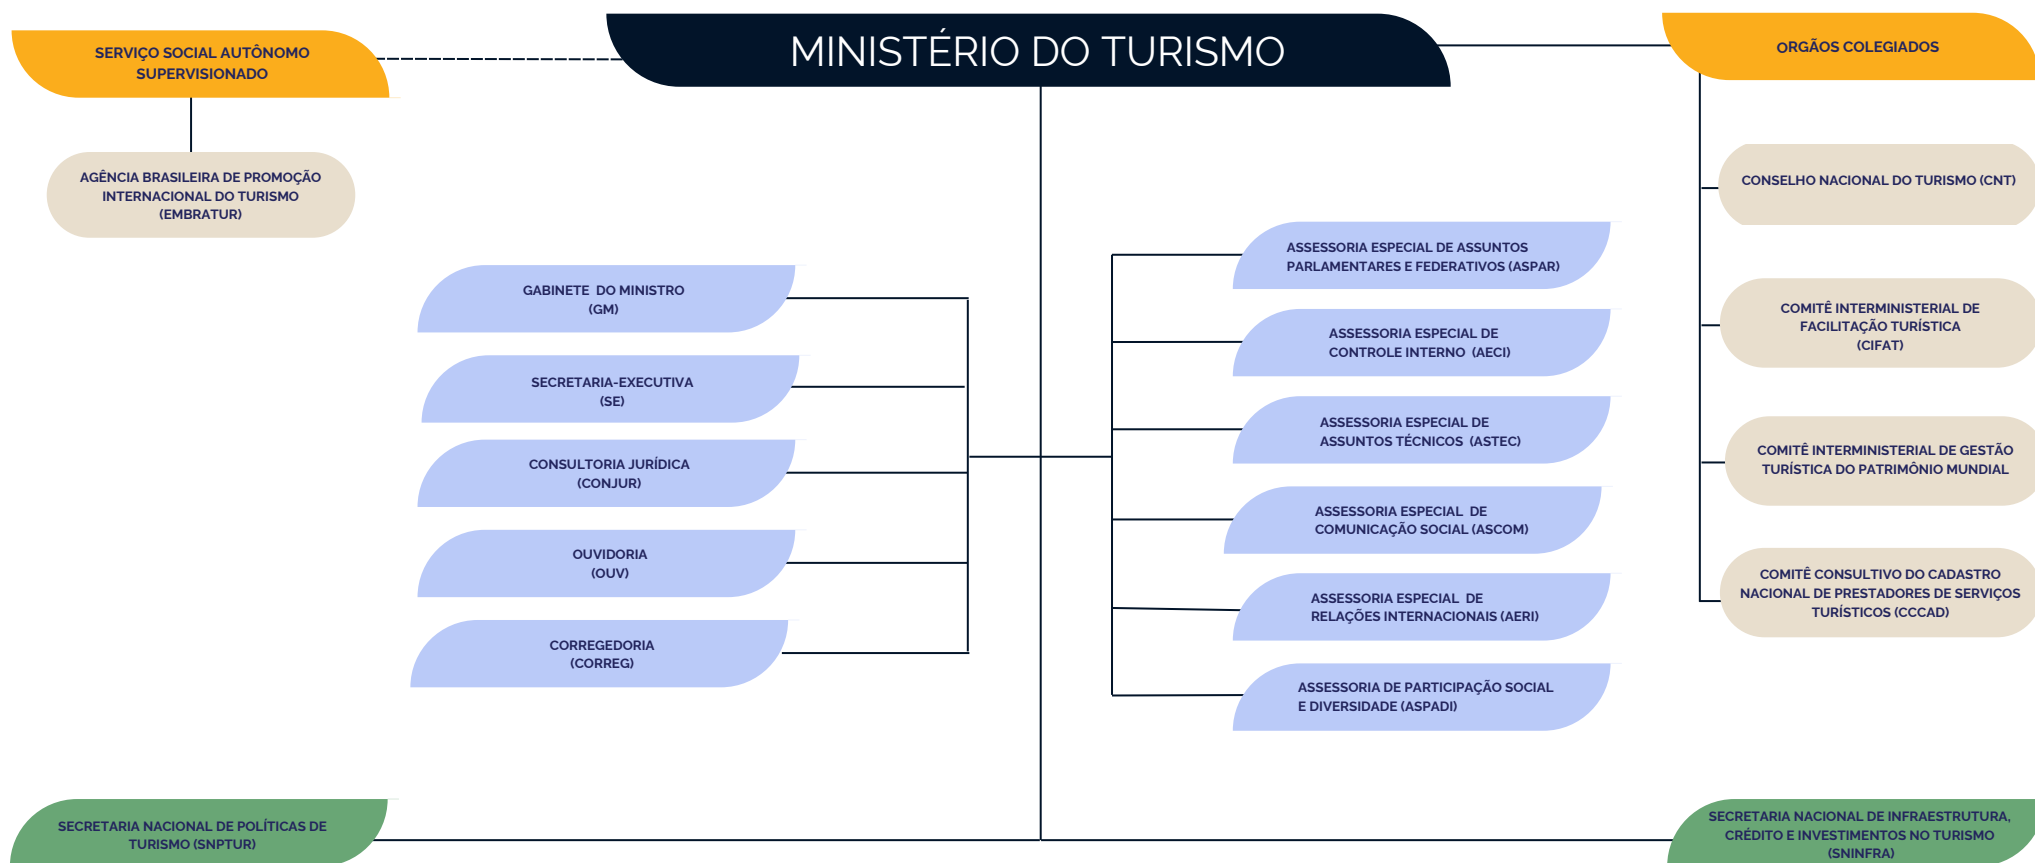 MINISTÉRIO DO TURISMO
SERVIÇO SOCIAL AUTÔNOMO
SUPERVISIONADO
AGÊNCIA BRASILEIRA DE PROMOÇÃO
INTERNACIONAL DO TURISMO
(EMBRATUR)
ORGÃOS COLEGIADOS
CONSELHO NACIONAL DO TURISMO (CNT)
COMITÊ INTERMINISTERIAL DE
FACILITAÇÃO TURÍSTICA
(CIFAT)
COMITÊ INTERMINISTERIAL DE GESTÃO
TURÍSTICA DO PATRIMÔNIO MUNDIAL
COMITÊ CONSULTIVO DO CADASTRO
NACIONAL DE PRESTADORES DE SERVIÇOS
TURÍSTICOS (CCCAD)
GABINETE DO MINISTRO
(GM)
SECRETARIA-EXECUTIVA
(SE)
CONSULTORIA JURÍDICA
(CONJUR)
OUVIDORIA
(OUV)
CORREGEDORIA
(CORREG)
ASSESSORIA ESPECIAL DE ASSUNTOS
PARLAMENTARES E FEDERATIVOS (ASPAR)
ASSESSORIA ESPECIAL DE
CONTROLE INTERNO (AECI)
ASSESSORIA ESPECIAL DE
ASSUNTOS TÉCNICOS (ASTEC)
ASSESSORIA ESPECIAL DE
COMUNICAÇÃO SOCIAL (ASCOM)
ASSESSORIA ESPECIAL DE
RELAÇÕES INTERNACIONAIS (AERI)
ASSESSORIA DE PARTICIPAÇÃO SOCIAL
E DIVERSIDADE (ASPADI)
SECRETARIA NACIONAL DE POLÍTICAS DE
TURISMO (SNPTUR)
SECRETARIA NACIONAL DE INFRAESTRUTURA,
CRÉDITO E INVESTIMENTOS NO TURISMO
(SNINFRA)